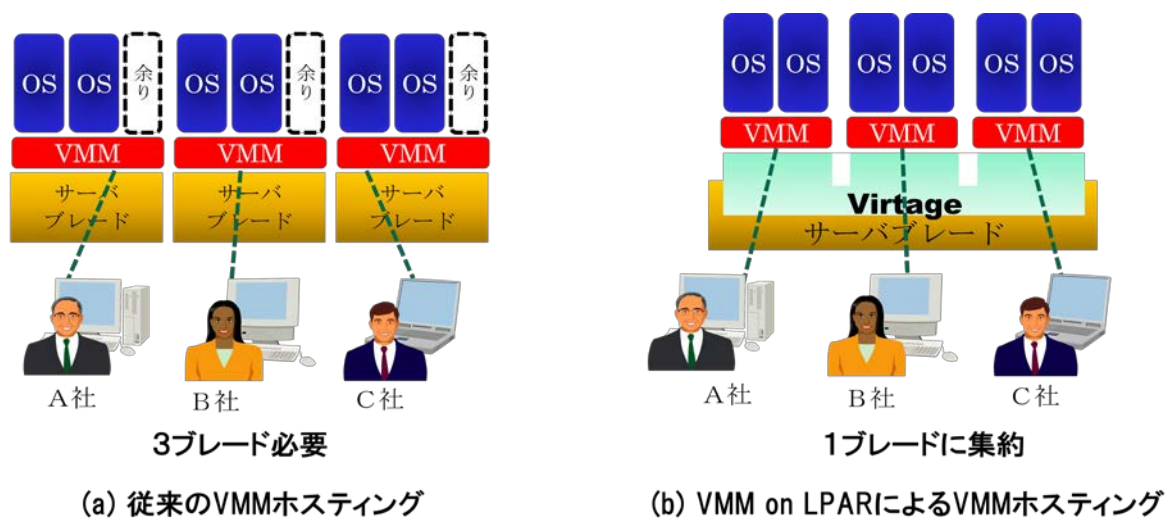 OS OS 余り OS OS 余り OS OS 余り
VMM VMM VMM
サーバ
ブレード
サーバ
ブレード
サーバ
ブレード
A社 B社 C社
3ブレード必要
(a) 従来のVMMホスティング
OS OS OS OS OS OS
VMM VMM VMM
Virtage
サーバブレード
A社 B社 C社
1ブレードに集約
(b) VMM on LPARによるVMMホスティング